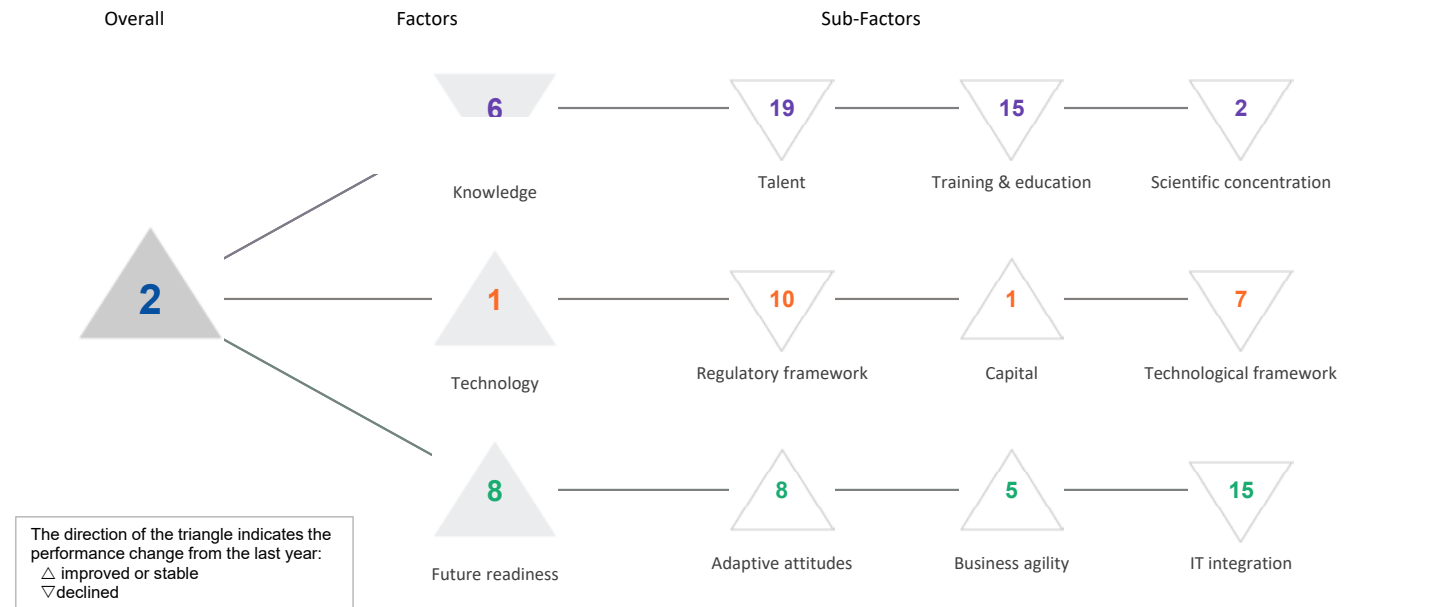 Overall
Factors
Sub-Factors
6
19
15
2
Knowledge
Talent
Training & education
Scientific concentration
2
1
10
1
7
Technology
Regulatory framework
Capital
Technological framework
8
8
5
15
Future readiness
Adaptive attitudes
Business agility
IT integration
The direction of the triangle indicates the
performance change from the last year:
△ improved or stable
▽declined